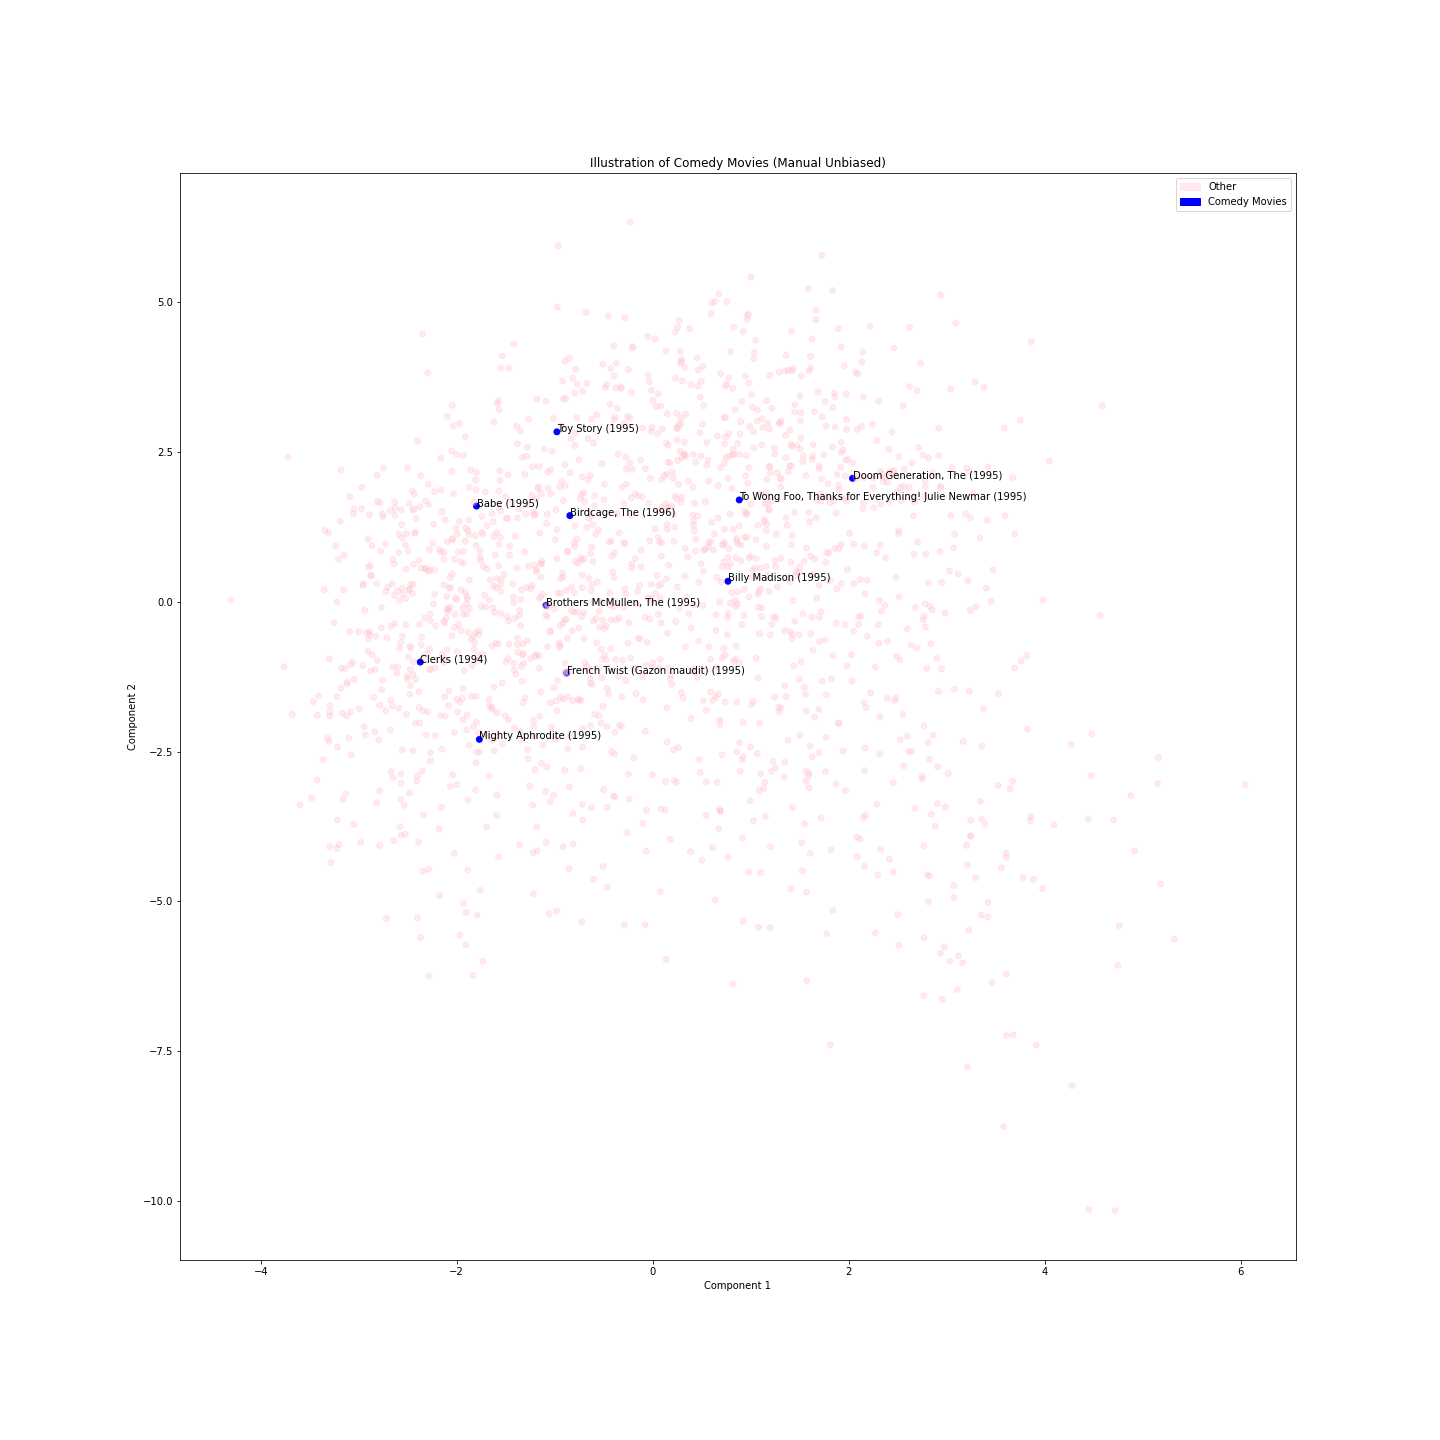 Illustration of Comedy Movies (Manual Unbiased)
Other
Comedy Movies
5.0
2.5
0.0
−2.5
−5.0
−7.5
−10.0
Component 2
Toy Story (1995)
Doom Generation, The (1995)
To Wong Foo, Thanks for Everything! Julie Newmar (1995)
Babe (1995)
Birdcage, The (1996)
Billy Madison (1995)
Brothers McMullen, The (1995)
Clerks (1994)
French Twist (Gazon maudit) (1995)
Mighty Aphrodite (1995)
−4
−2
0
2
4
6
Component 1